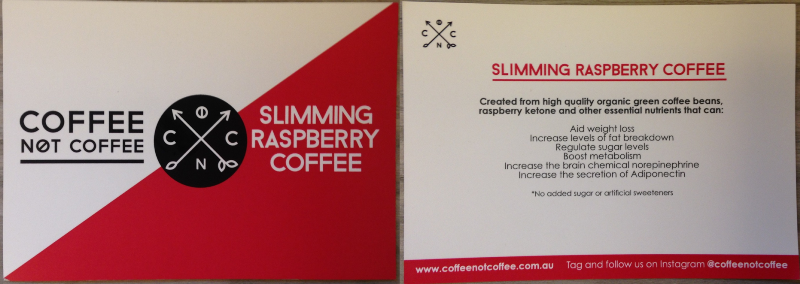 COFFEE
NØT COFFEE
C C
N
SLIMMING
RASPBERRY
COFFEE
C C
N
SLIMMING RASPBERRY COFFEE
Created from high quality organic green coffee beans,
raspberry ketone and other essential nutrients that can:
Aid weight loss
Increase levels of fat breakdown
Regulate sugar levels
Boost metabolism
Increase the brain chemical norepinephrine
Increase the secretion of Adiponectin
*No added sugar or artificial sweeteners
www.coffeenotcoffee.com.au Tag and follow us on Instagram @coffeenotcoffee